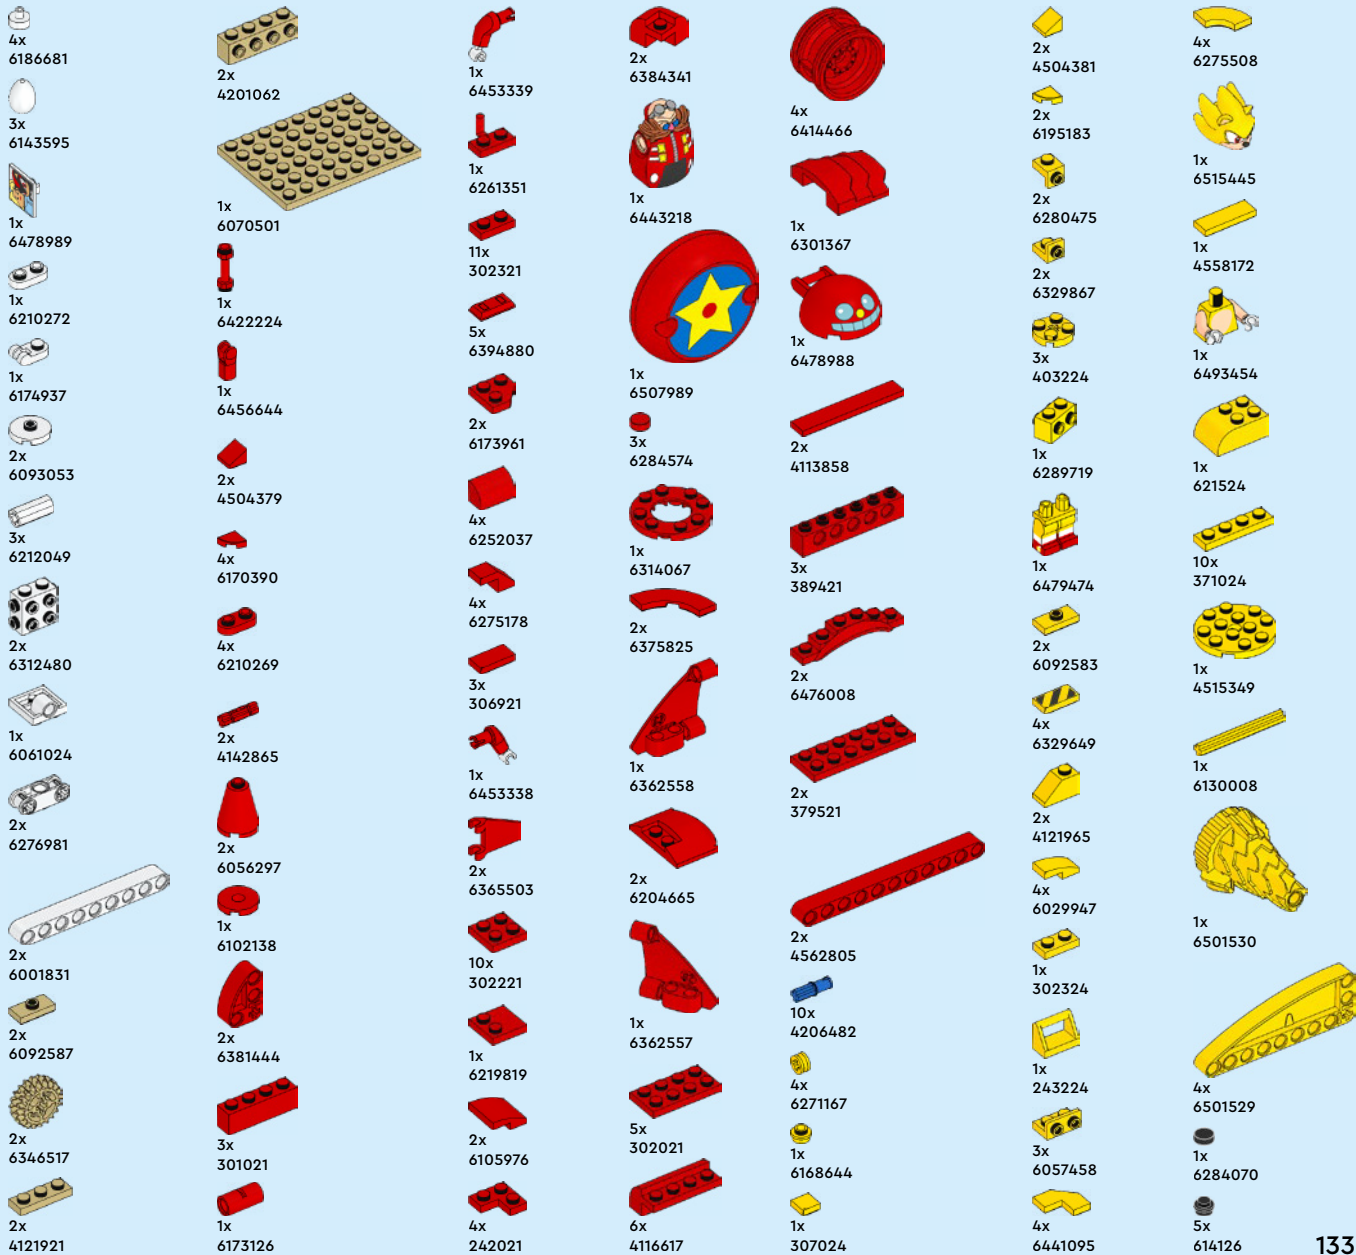 4x
6186681
3x
6143595
1x
6478989
1x
6210272
1x
6174937
2x
6093053
3x
6212049
2x
6312480
1x
6061024
2x
6276981
2x
6001831
2x
6092587
2x
6346517
2x
4121921
2x
4201062
1x
6070501
1x
6422224
1x
6456644
2x
4504379
4x
6170390
4x
6210269
2x
4142865
2x
6056297
1x
6102138
2x
6381444
3x
301021
1x
6173126
1x
6453339
1x
6261351
11x
302321
5x
6394880
2x
6173961
4x
6252037
4x
6275178
3x
306921
1x
6453338
2x
6365503
10x
302221
1x
6219819
2x
6105976
4x
242021
2x
6384341
1x
6443218
1x
6507989
3x
6284574
1x
6314067
2x
6375825
1x
6362558
2x
6204665
1x
6362557
5x
302021
6x
4116617
4x
6414466
1x
6301367
1x
6478988
2x
4113858
3x
389421
2x
6476008
2x
379521
2x
4562805
10x
4206482
4x
6271167
1x
6168644
1x
307024
2x
4504381
2x
6195183
2x
6280475
2x
6329867
3x
403224
1x
6289719
1x
6479474
2x
6092583
4x
6329649
2x
4121965
4x
6029947
1x
302324
1x
243224
3x
6057458
4x
6441095
4x
6275508
1x
6515445
1x
4558172
1x
6493454
1x
621524
10x
371024
1x
4515349
1x
6130008
1x
6501530
4x
6501529
1x
6284070
5x
614126
133